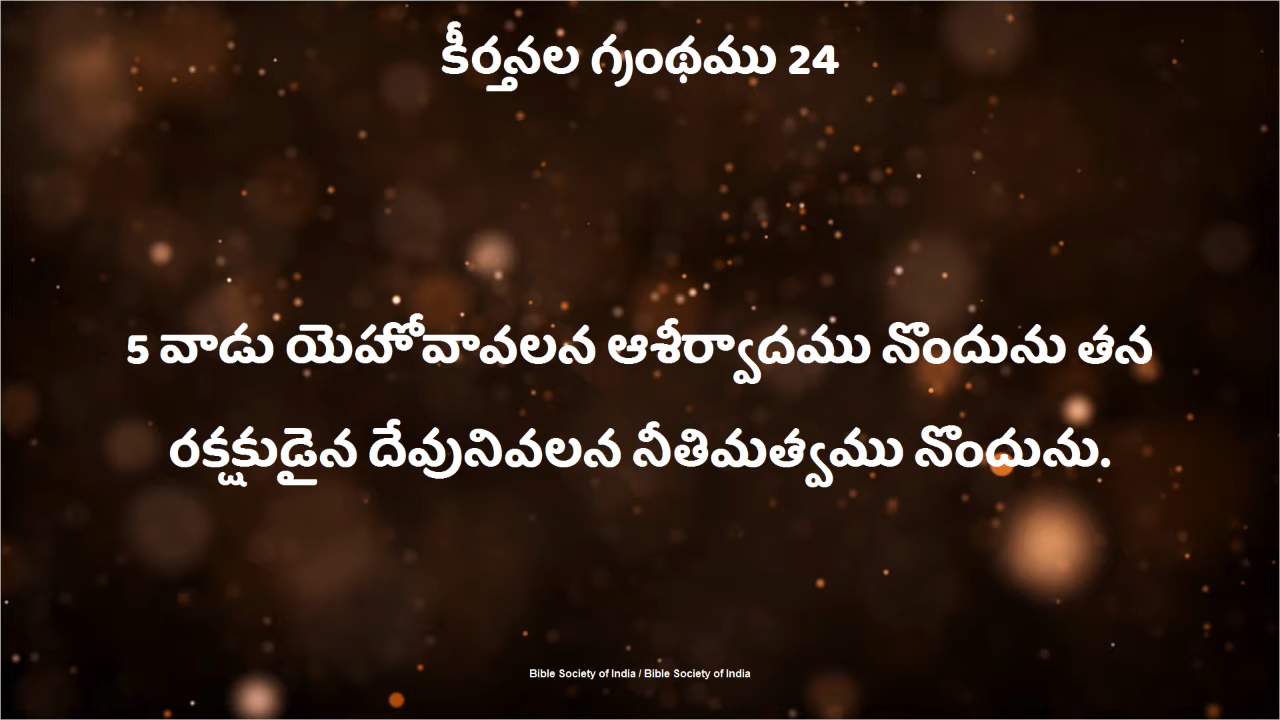 కీర్తనల గ్రంథము 24
5 వాడు యెహోవావలన ఆశీర్వాదము నొందును తన
రక్షకుడైన దేవునివలన నీతిమత్వము నొందును.
Bible Society of India / Bible Society of India